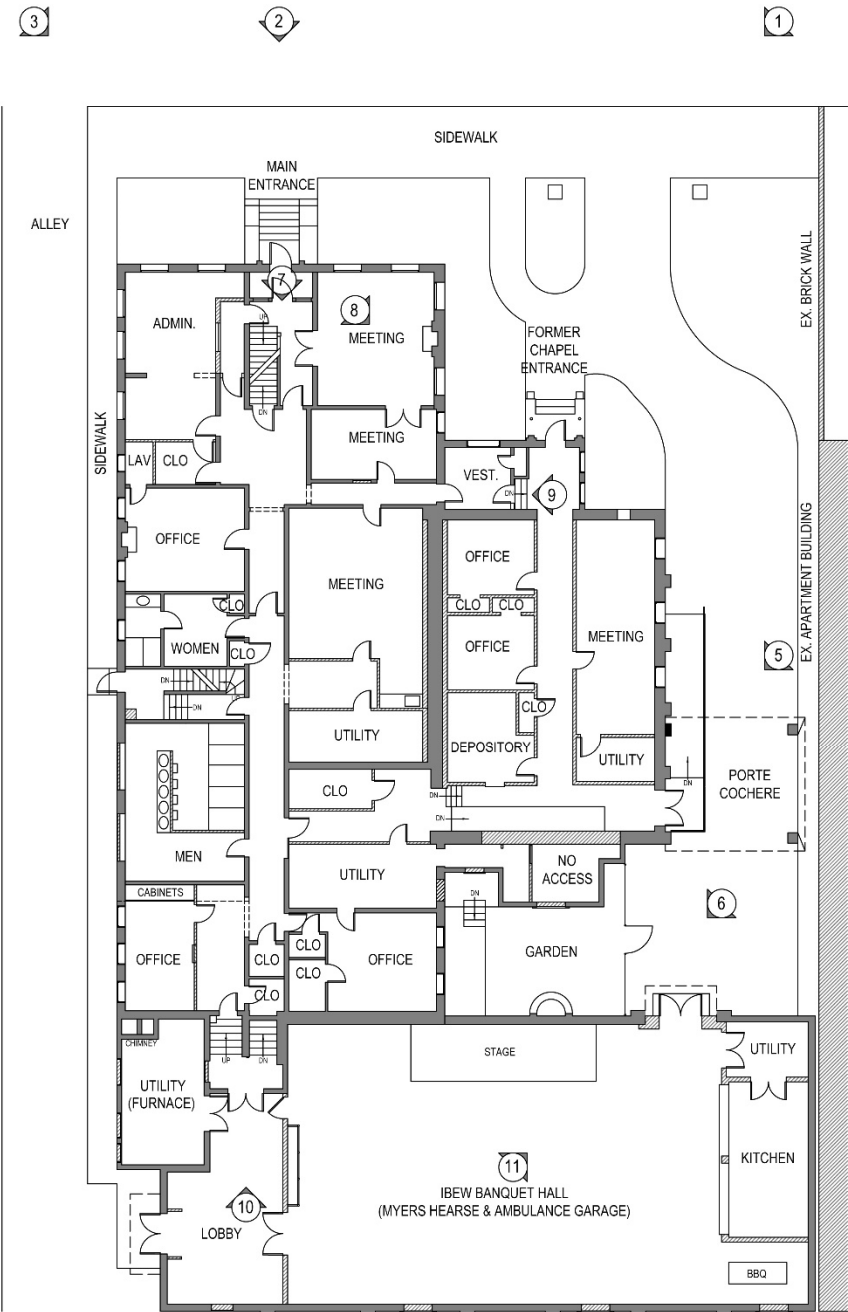 3
2
1
SIDEWALK
MAIN
ENTRANCE
ALLEY
EX. BRICK WALL
7
8
ADMIN.
UP
MEETING
FORMER
CHAPEL
ENTRANCE
DN
SIDEWALK
MEETING
LAV
CLO
VEST.
DN
9
OFFICE
OFFICE
EX. APARTMENT BUILDING
MEETING
CLO
CLO
CLO
WOMEN
CLO
OFFICE
MEETING
5
DN
UP
DN
CLO
UTILITY
DEPOSITORY
UTILITY
PORTE
COCHERE
DN
CLO
DN
DN
MEN
UTILITY
NO
ACCESS
CABINETS
DN
6
OFFICE
CLO
CLO
CLO
CLO
OFFICE
GARDEN
CHIMNEY
UP
DN
STAGE
UTILITY
UTILITY
(FURNACE)
KITCHEN
11
IBEW BANQUET HALL
(MYERS HEARSE & AMBULANCE GARAGE)
10
LOBBY
BBQ